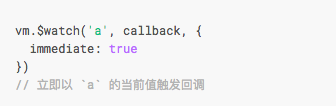 vm.$watch('a', callback, {
  immediate: true
})
// 立即以 `a` 的当前值触发回调